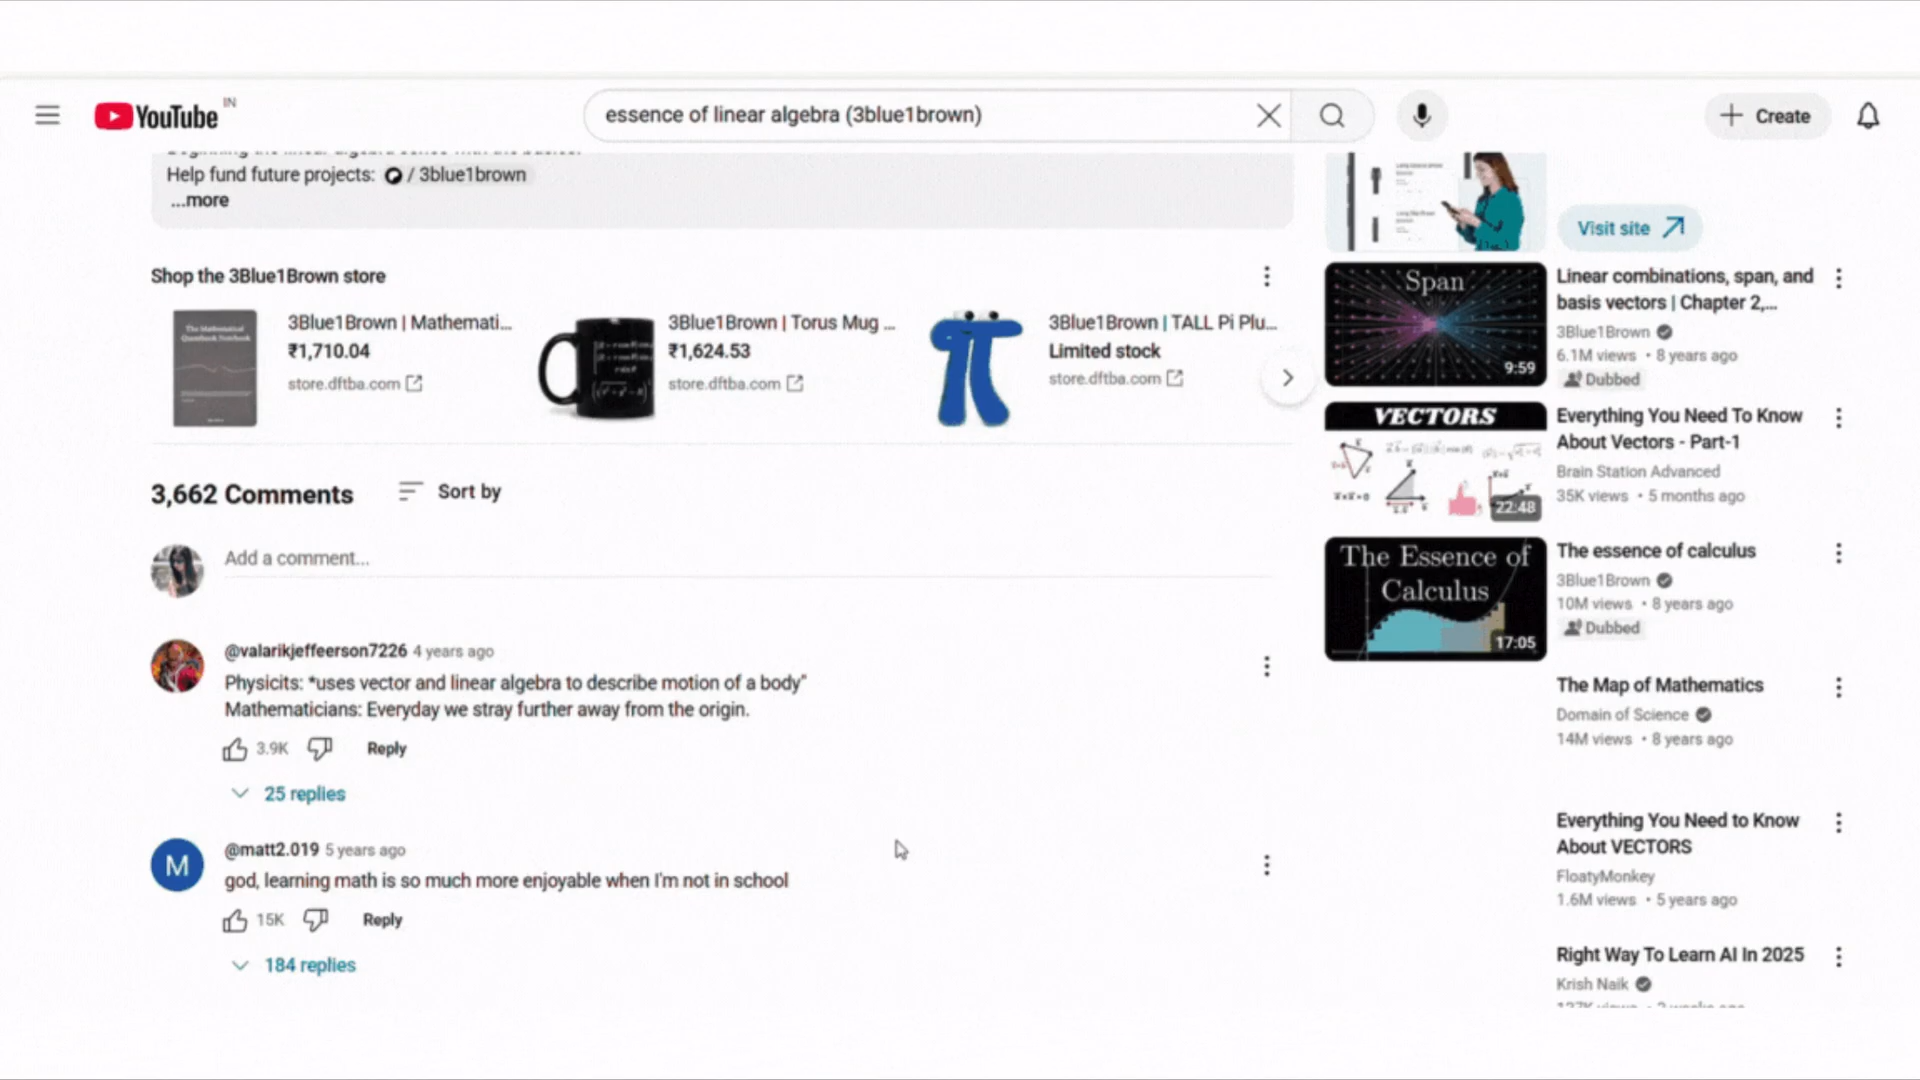 YouTube IN
essence of linear algebra (3blue1brown)
Create
Help fund future projects: / 3blue1brown
...more
Shop the 3Blue1Brown store
The Mathematical
Quotebook Notebook
3Blue1Brown | Mathemati...
₹1,710.04
store.dftba.com
3Blue1Brown | Torus Mug ...
₹1,624.53
store.dftba.com
3Blue1Brown | TALL Pi Plu...
Limited stock
store.dftba.com
3,662 Comments
Sort by
Add a comment...
@valarikjeffeerson7226 4 years ago
Physicits: *uses vector and linear algebra to describe motion of a body"
Mathematicians: Everyday we stray further away from the origin.
3.9K Reply
25 replies
M
@matt2.019 5 years ago
god, learning math is so much more enjoyable when I'm not in school
15K Reply
184 replies
Visit site
Span
9:59
Linear combinations, span, and
basis vectors | Chapter 2,...
3Blue1Brown
6.1M views • 8 years ago
Dubbed
VECTORS
22:48
Everything You Need To Know
About Vectors - Part-1
Brain Station Advanced
35K views • 5 months ago
The Essence of
Calculus
17:05
The essence of calculus
3Blue1Brown
10M views • 8 years ago
Dubbed
The Map of Mathematics
Domain of Science
14M views • 8 years ago
Everything You Need to Know
About VECTORS
FloatyMonkey
1.6M views • 5 years ago
Right Way To Learn AI In 2025
Krish Naik